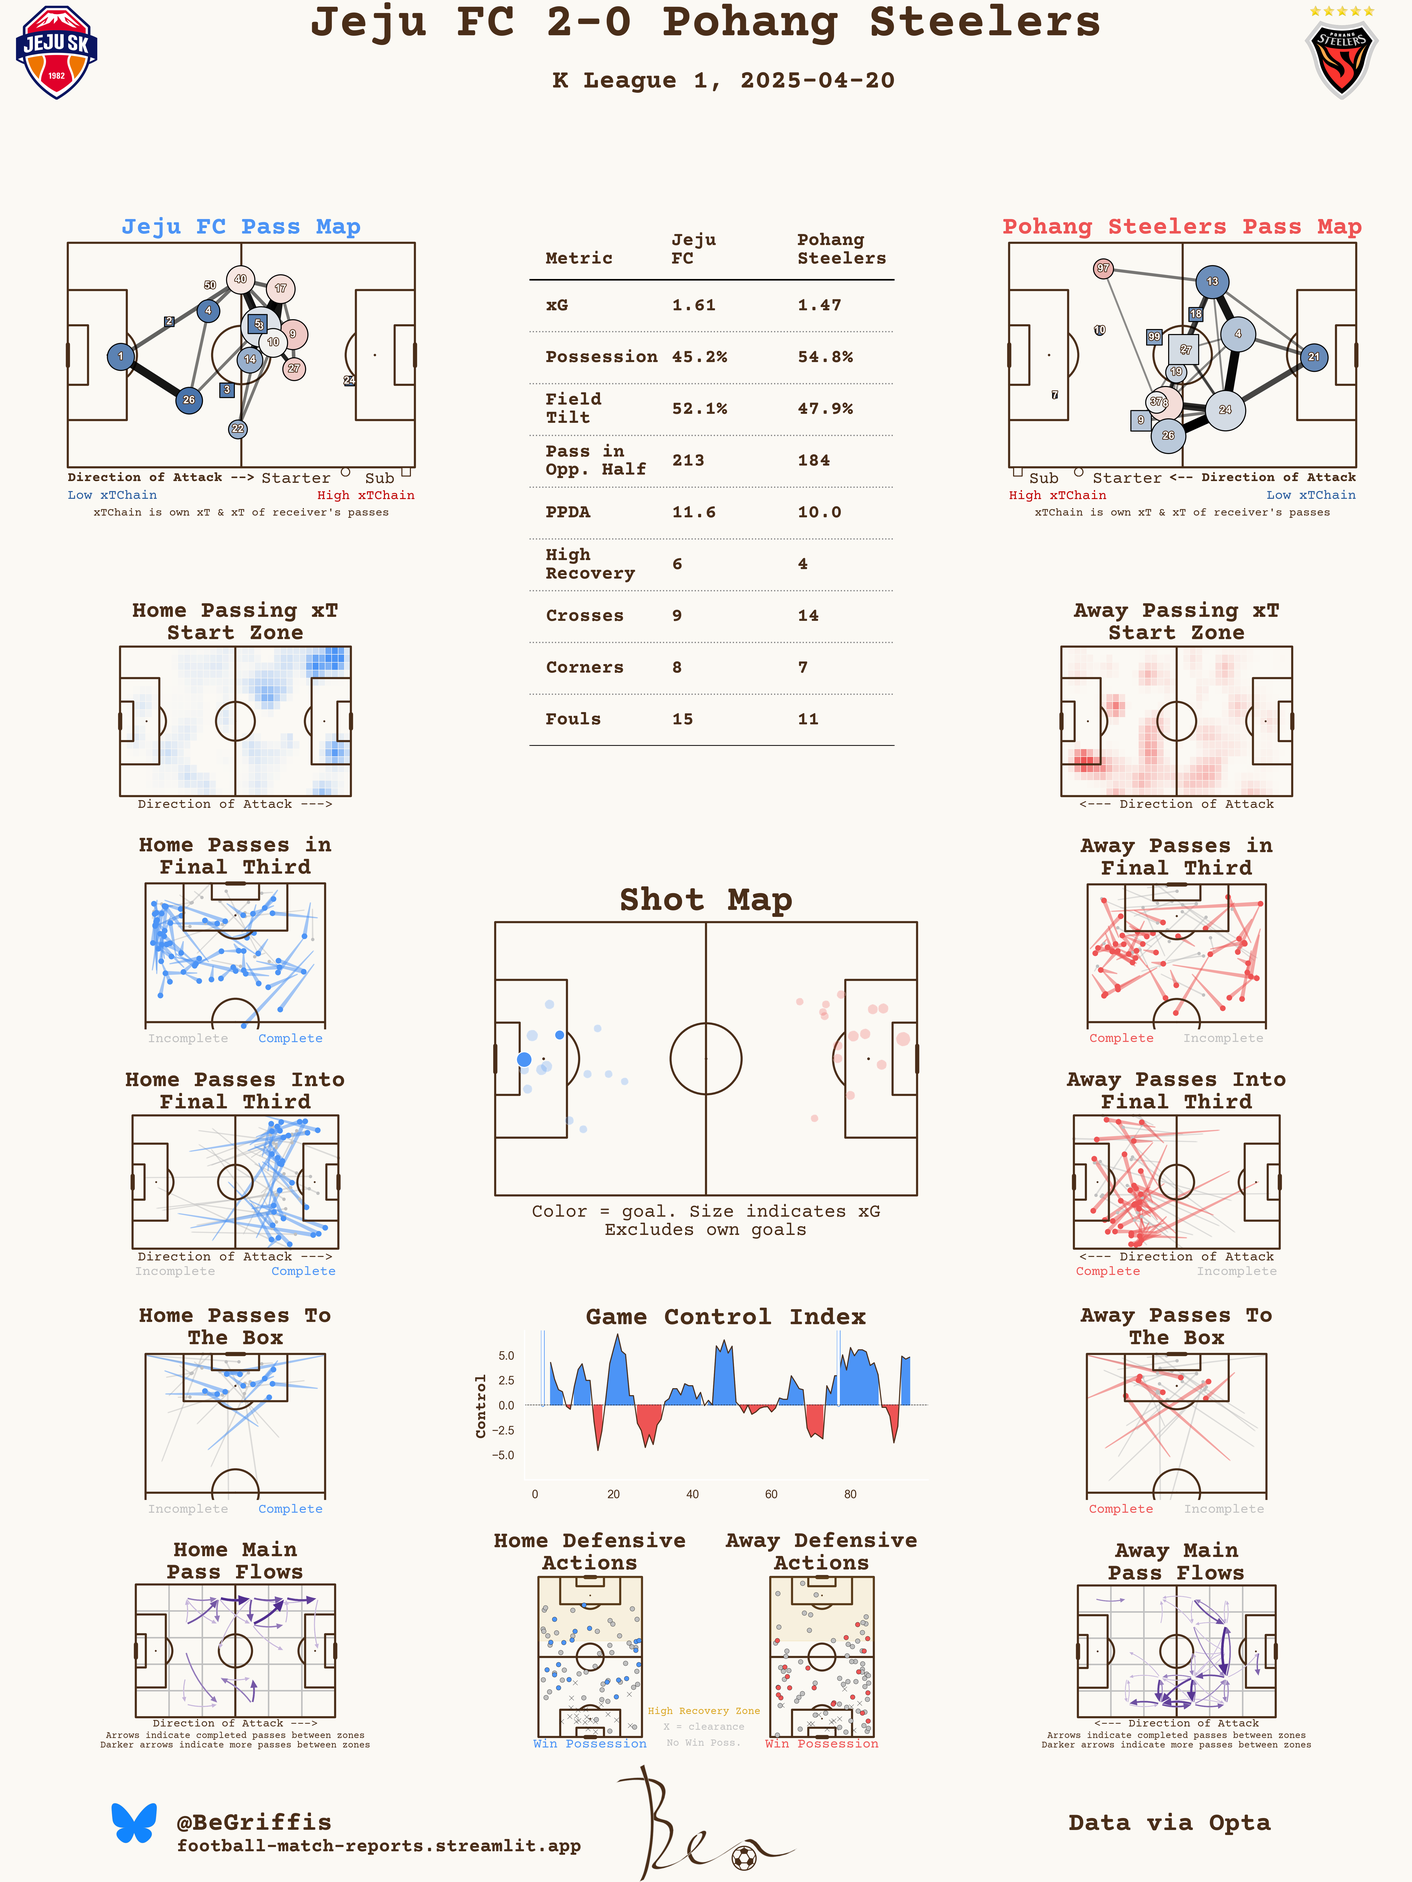 Jeju FC 2-0 Pohang Steelers
K League 1, 2025-04-20
JEJU SK
1982
POHANG
STEELERS
Jeju FC Pass Map
50
40
17
4
2
5
9
10
1
14
27
24
3
26
22
Direction of Attack --> Starter Sub
Low xTChain High xTChain
xTChain is own xT & xT of receiver's passes
Metric Jeju FC Pohang Steelers
xG 1.61 1.47
Possession 45.2% 54.8%
Field Tilt 52.1% 47.9%
Pass in Opp. Half 213 184
PPDA 11.6 10.0
High Recovery 6 4
Crosses 9 14
Corners 8 7
Fouls 15 11
Pohang Steelers Pass Map
97
13
18
10
99
4
21
19
7
37
8
24
9
26
Sub Starter <-- Direction of Attack
High xTChain Low xTChain
xTChain is own xT & xT of receiver's passes
Home Passing xT
Start Zone
Direction of Attack --->
Away Passing xT
Start Zone
<--- Direction of Attack
Home Passes in
Final Third
Incomplete Complete
Away Passes in
Final Third
Complete Incomplete
Shot Map
Color = goal. Size indicates xG
Excludes own goals
Home Passes Into
Final Third
Direction of Attack --->
Incomplete Complete
Away Passes Into
Final Third
<--- Direction of Attack
Complete Incomplete
Home Passes To
The Box
Incomplete Complete
Game Control Index
Control
5.0
2.5
0.0
−2.5
−5.0
0 20 40 60 80
Away Passes To
The Box
Complete Incomplete
Home Main
Pass Flows
Direction of Attack --->
Arrows indicate completed passes between zones
Darker arrows indicate more passes between zones
Home Defensive
Actions
Win Possession
Away Defensive
Actions
Win Possession
High Recovery Zone
X = clearance
No Win Poss.
Away Main
Pass Flows
<--- Direction of Attack
Arrows indicate completed passes between zones
Darker arrows indicate more passes between zones
@BeGriffis
football-match-reports.streamlit.app
Ben
Data via Opta